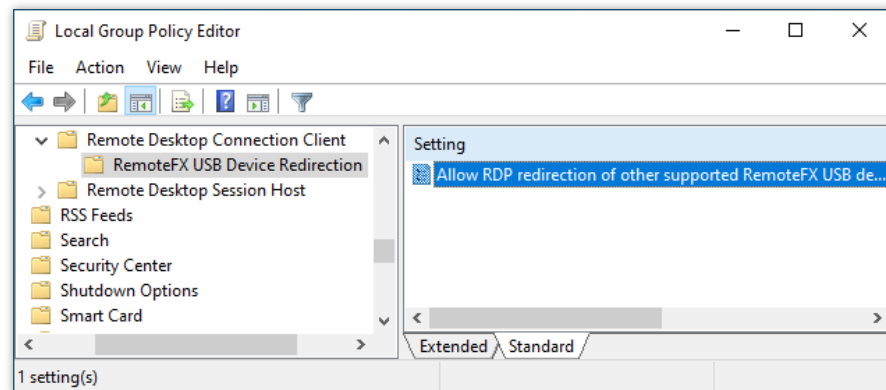 Local Group Policy Editor
File Action View Help
Remote Desktop Connection Client
RemoteFX USB Device Redirection
Remote Desktop Session Host
RSS Feeds
Search
Security Center
Shutdown Options
Smart Card
Setting
Allow RDP redirection of other supported RemoteFX USB de...
Extended Standard
1 setting(s)